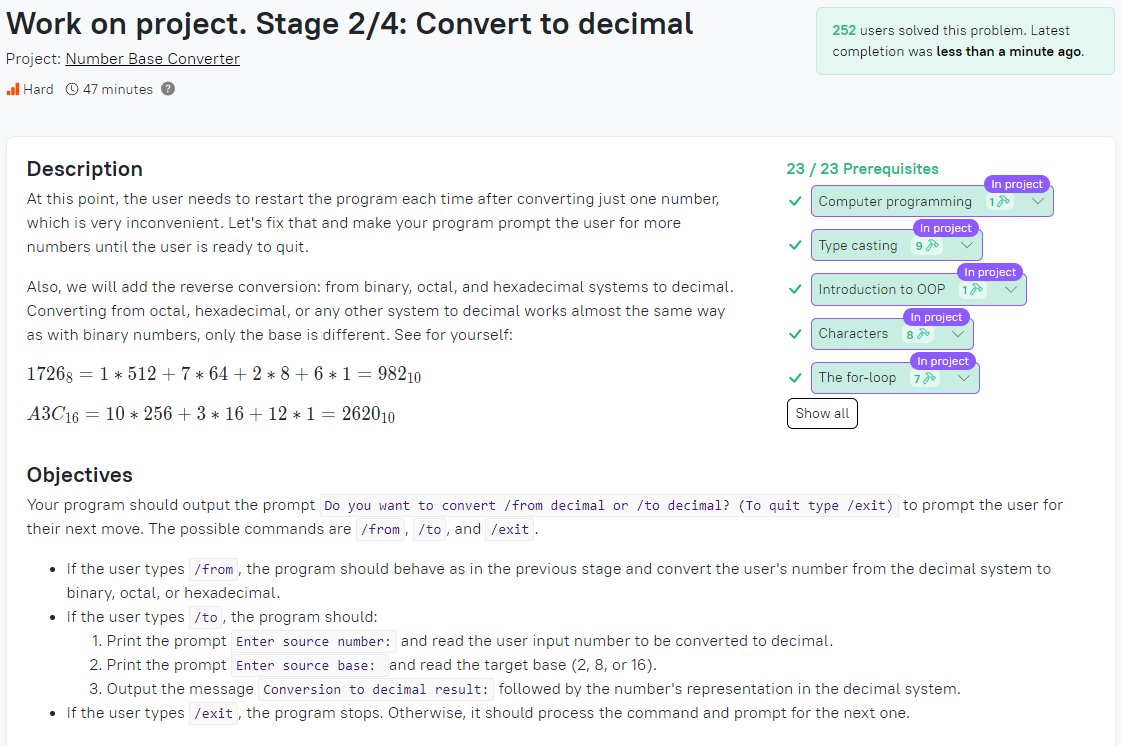 Work on project. Stage 2/4: Convert to decimal
Project: Number Base Converter
Hard 47 minutes ?
252 users solved this problem. Latest
completion was less than a minute ago.
Description
At this point, the user needs to restart the program each time after converting just one number,
which is very inconvenient. Let's fix that and make your program prompt the user for more
numbers until the user is ready to quit.
Also, we will add the reverse conversion: from binary, octal, and hexadecimal systems to decimal.
Converting from octal, hexadecimal, or any other system to decimal works almost the same way
as with binary numbers, only the base is different. See for yourself:
1726₈ = 1 ∗ 512 + 7 ∗ 64 + 2 ∗ 8 + 6 ∗ 1 = 982₁₀
A3C₁₆ = 10 ∗ 256 + 3 ∗ 16 + 12 ∗ 1 = 2620₁₀
23 / 23 Prerequisites
In project
Computer programming 1
In project
Type casting 9
In project
Introduction to OOP 1
In project
Characters 8
In project
The for-loop 7
Show all
Objectives
Your program should output the prompt Do you want to convert /from decimal or /to decimal? (To quit type /exit) to prompt the user for
their next move. The possible commands are /from, /to, and /exit.
• If the user types /from, the program should behave as in the previous stage and convert the user's number from the decimal system to
binary, octal, or hexadecimal.
• If the user types /to, the program should:
1. Print the prompt Enter source number: and read the user input number to be converted to decimal.
2. Print the prompt Enter source base: and read the target base (2, 8, or 16).
3. Output the message Conversion to decimal result: followed by the number's representation in the decimal system.
• If the user types /exit, the program stops. Otherwise, it should process the command and prompt for the next one.